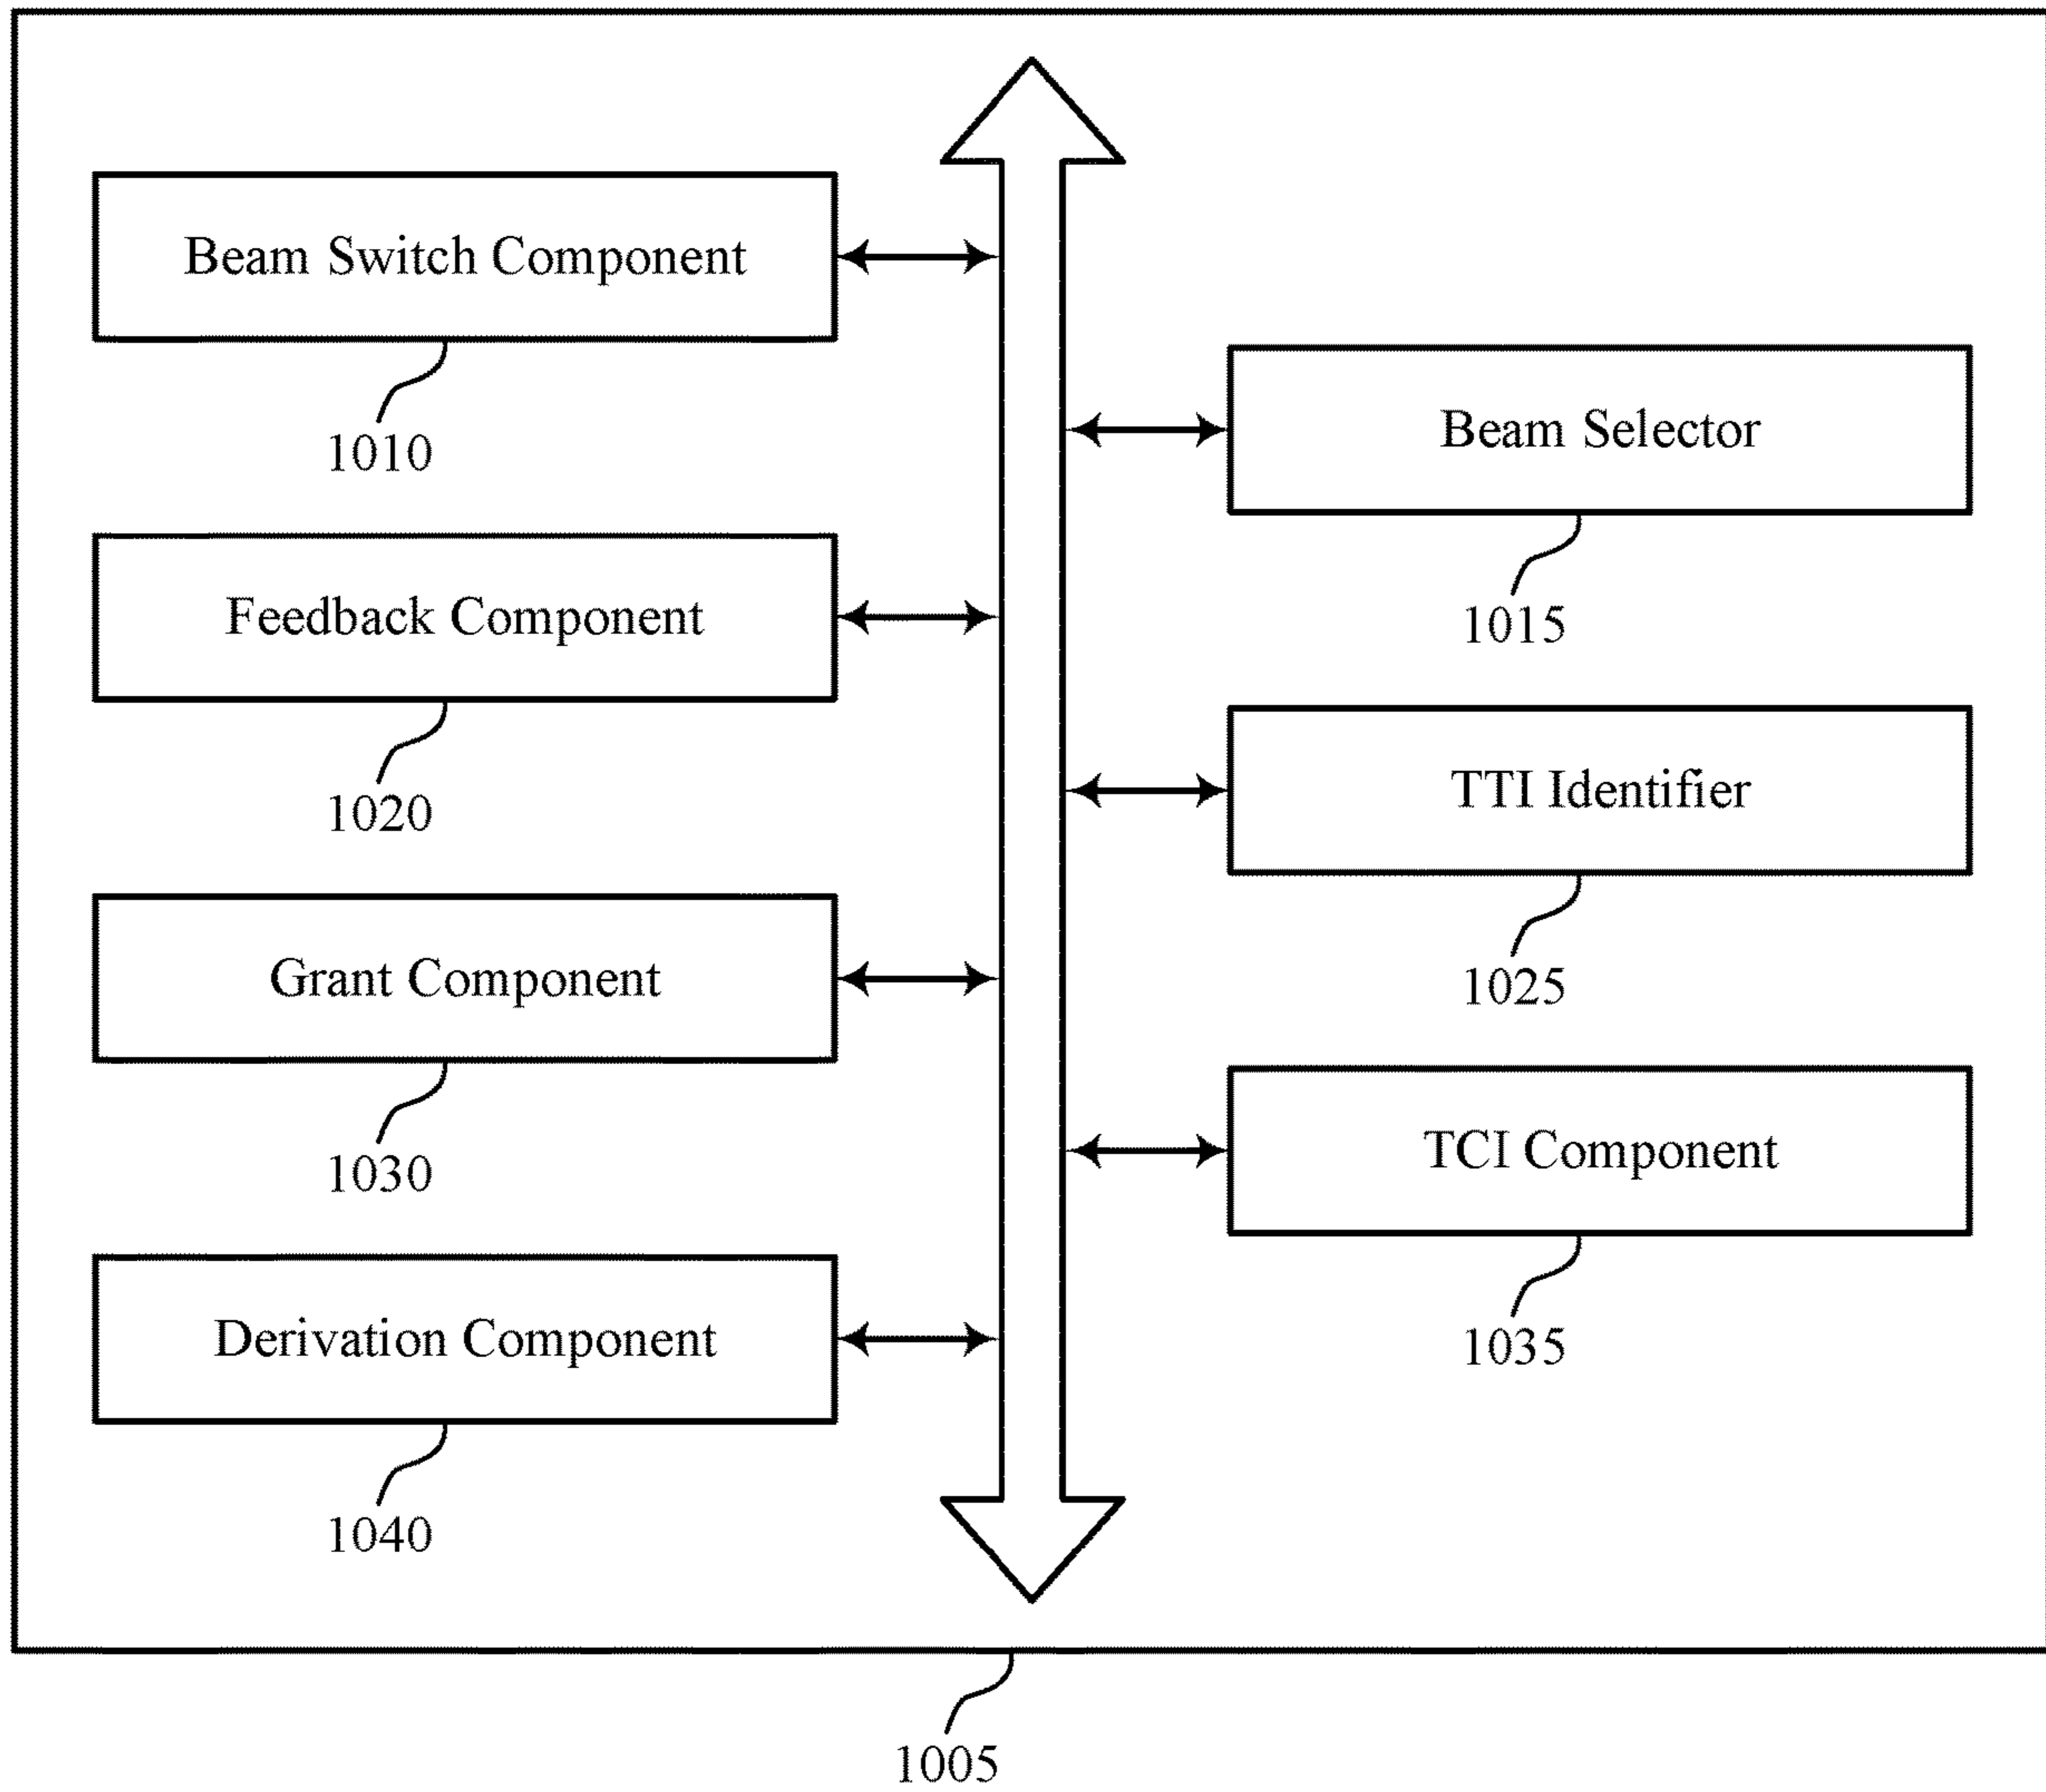 Beam Switch Component
1010
Beam Selector
1015
Feedback Component
1020
TTI Identifier
1025
Grant Component
1030
TCI Component
1035
Derivation Component
1040
1005